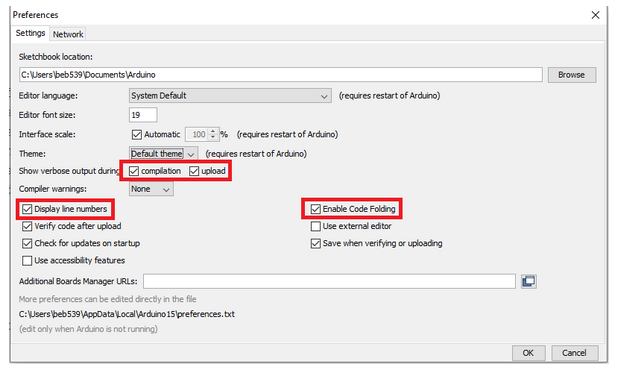 Preferences
Settings Network
Sketchbook location:
C:\Users\beb539\Documents\Arduino Browse
Editor language: System Default (requires restart of Arduino)
Editor font size: 19
Interface scale: Automatic 100 % (requires restart of Arduino)
Theme: Default theme (requires restart of Arduino)
Show verbose output during: compilation upload
Compiler warnings: None
Display line numbers Enable Code Folding
Verify code after upload Use external editor
Check for updates on startup Save when verifying or uploading
Use accessibility features
Additional Boards Manager URLs:
More preferences can be edited directly in the file
C:\Users\beb539\AppData\Local\Arduino15\preferences.txt
(edit only when Arduino is not running)
OK Cancel